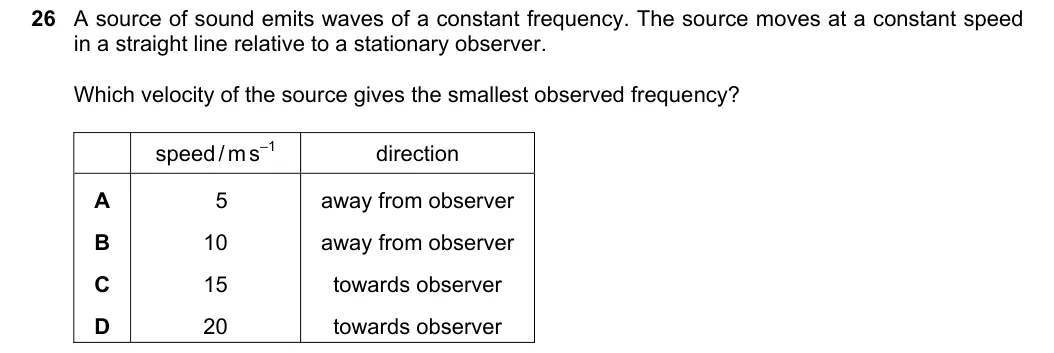 26 A source of sound emits waves of a constant frequency. The source moves at a constant speed
in a straight line relative to a stationary observer.
Which velocity of the source gives the smallest observed frequency?
speed/m s⁻¹ direction
A 5 away from observer
B 10 away from observer
C 15 towards observer
D 20 towards observer